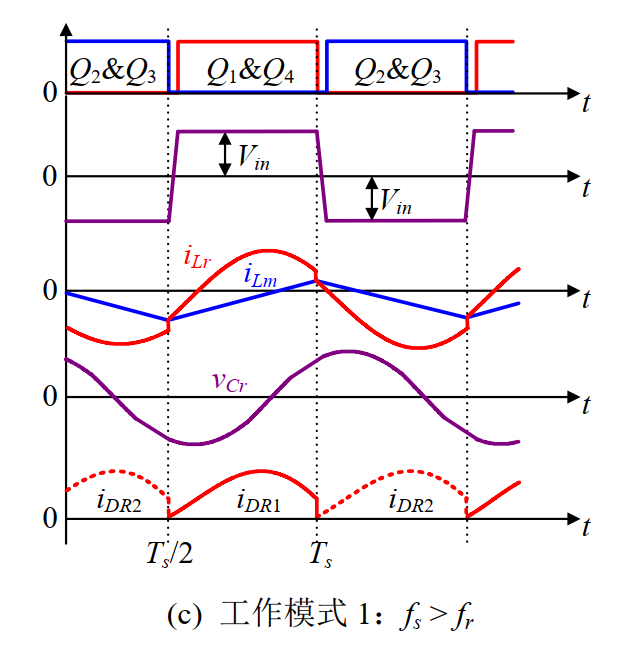 Q2&Q3 Q1&Q4 Q2&Q3
0 t
Vin
0 t
Vin
iLr
iLm
0 t
vCr
0 t
iDR2 iDR1 iDR2
0 t
Ts/2 Ts
(c) 工作模式 1：fs > fr